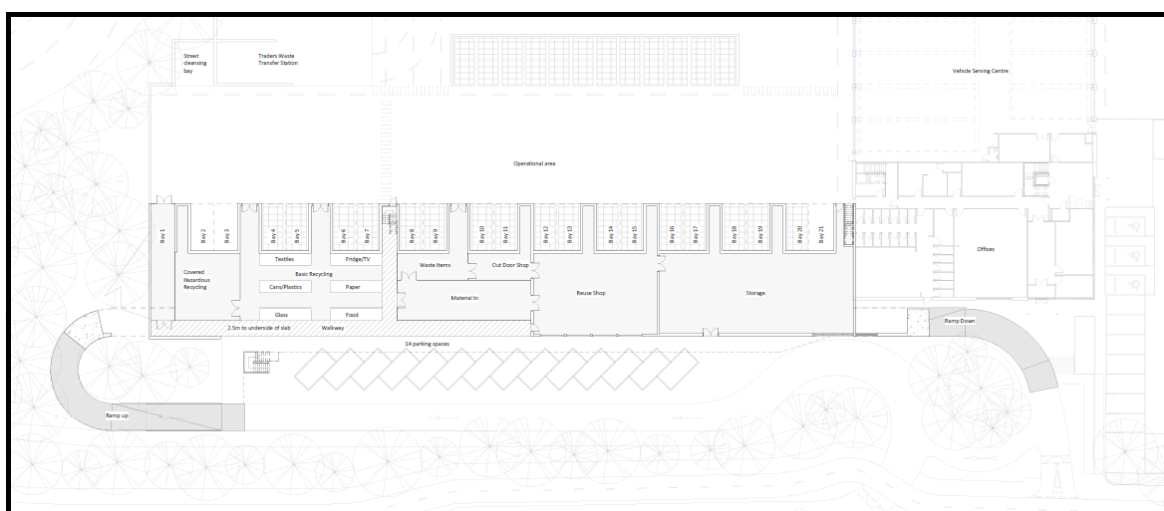 Street
cleansing
bay
Traders Waste
Transfer Station
Vehicle Serving Centre
Operational area
Bay 1
Bay 2
Bay 3
Bay 4
Bay 5
Bay 6
Bay 7
Bay 8
Bay 9
Bay 10
Bay 11
Bay 12
Bay 13
Bay 14
Bay 15
Bay 16
Bay 17
Bay 18
Bay 19
Bay 20
Bay 21
Offices
Textiles
Fridge/TV
Waste Items
Out Door Shop
Covered
Hazardous
Recycling
Basic Recycling
Cans/Plastics
Paper
Material In
Reuse Shop
Storage
Glass
Food
2.5m to underside of slab
Walkway
Ramp Down
14 parking spaces
Ramp up